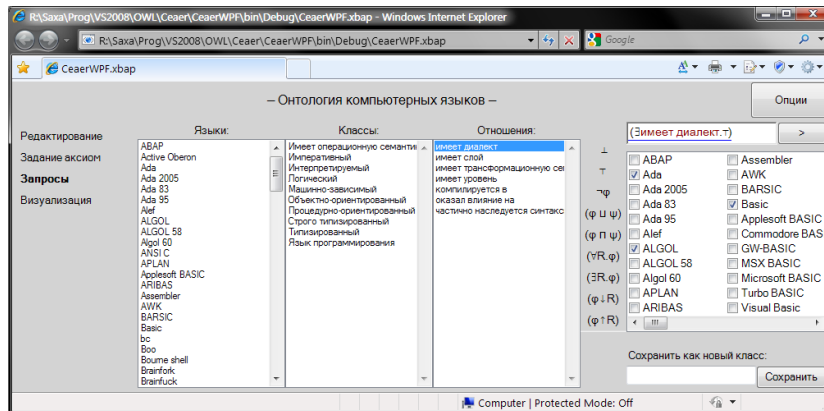 R:\Saxa\Prog\VS2008\OWL\Ceaer\CeaerWPF\bin\Debug\CeaerWPF.xbap - Windows Internet Explorer
R:\Saxa\Prog\VS2008\OWL\Ceaer\CeaerWPF\bin\Debug\CeaerWPF.xbap
Google
CeaerWPF.xbap
– Онтология компьютерных языков –
Опции
Редактирование
Задание аксиом
Запросы
Визуализация
Языки:
ABAP
Active Oberon
Ada
Ada 2005
Ada 83
Ada 95
Alef
ALGOL
ALGOL 58
Algol 60
ANSI C
APLAN
Applesoft BASIC
ARIBAS
Assembler
AWK
BARSIC
Basic
bc
Boo
Bourne shell
Brainfork
Brainfuck
Классы:
Имеет операционную семанти
Императивный
Интерпретируемый
Логический
Машинно-зависимый
Объектно-ориентированный
Процедурно-ориентированный
Строго типизированный
Типизированный
Язык программирования
Отношения:
имеет диалект
имеет слой
имеет трансформационную се
имеет уровень
компилируется в
оказал влияние на
частично наследуется синтакс
⊥
⊤
¬φ
(φ ⊔ ψ)
(φ ⊓ ψ)
(∀R.φ)
(∃R.φ)
(φ↓R)
(φ↑R)
(∃имеет диалект.⊤)
>
ABAP
Ada
Ada 2005
Ada 83
Ada 95
Alef
ALGOL
ALGOL 58
Algol 60
APLAN
ARIBAS
Assembler
AWK
BARSIC
Basic
Applesoft BASIC
Commodore BAS
GW-BASIC
MSX BASIC
Microsoft BASIC
Turbo BASIC
Visual Basic
Сохранить как новый класс:
Сохранить
Computer | Protected Mode: Off